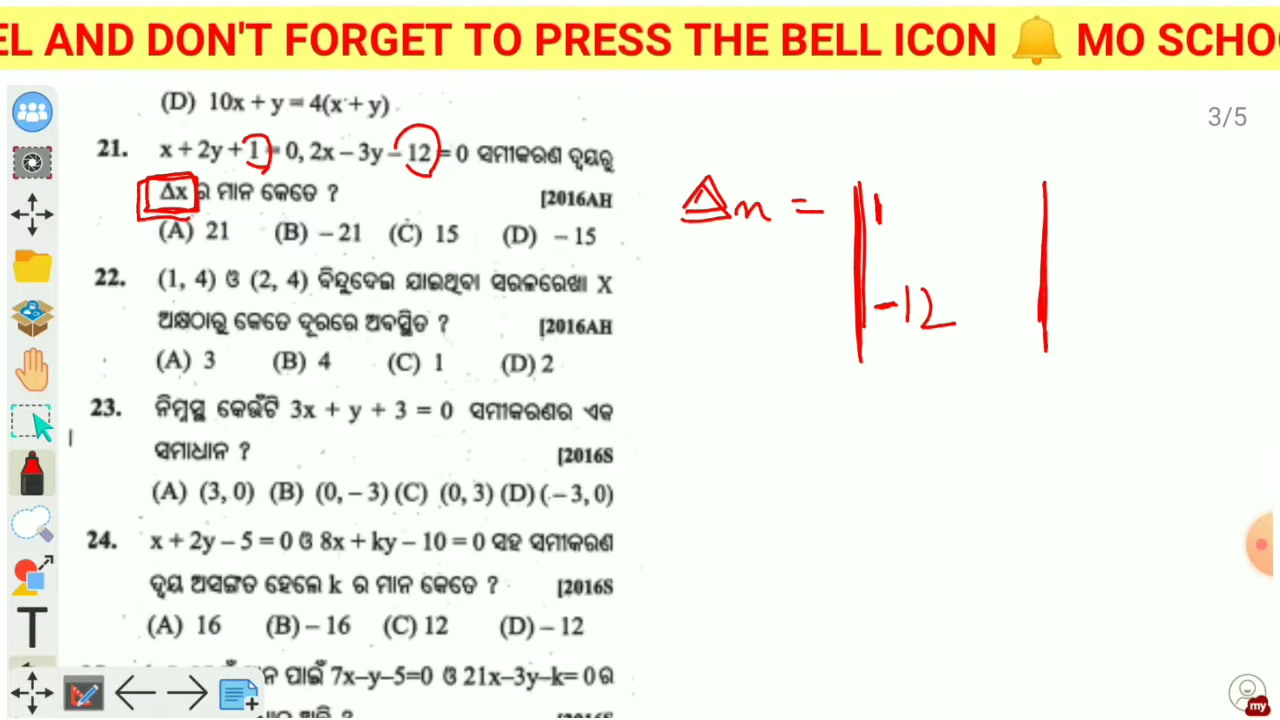 EL AND DON'T FORGET TO PRESS THE BELL ICON 🔔 MO SCHO
3/5
(D) 10x + y = 4(x + y)
21. x + 2y + 1 = 0, 2x – 3y – 12 = 0 ସମୀକରଣ ଦ୍ୱୟରୁ
Δx ର ମାନ କେତେ ? [2016AH
(A) 21 (B) – 21 (C) 15 (D) – 15
22. (1, 4) ଓ (2, 4) ବିନ୍ଦୁଦେଇ ଯାଇଥିବା ସରଳରେଖା X
ଅକ୍ଷଠାରୁ କେତେ ଦୂରରେ ଅବସ୍ଥିତ ? [2016AH
(A) 3 (B) 4 (C) 1 (D) 2
23. ନିମ୍ନସ୍ଥ କେଉଁଟି 3x + y + 3 = 0 ସମୀକରଣର ଏକ
ସମାଧାନ ? [2016S
(A) (3, 0) (B) (0, – 3) (C) (0, 3) (D) (– 3, 0)
24. x + 2y – 5 = 0 ଓ 8x + ky – 10 = 0 ସହ ସମୀକରଣ
ଦ୍ୱୟ ଅସଙ୍ଗତ ହେଲେ k ର ମାନ କେତେ ? [2016S
(A) 16 (B) – 16 (C) 12 (D) – 12
ମାନ ପାଇଁ 7x–y–5=0 ଓ 21x–3y–k= 0 ର
Δx = | 1
-12 |
T
my